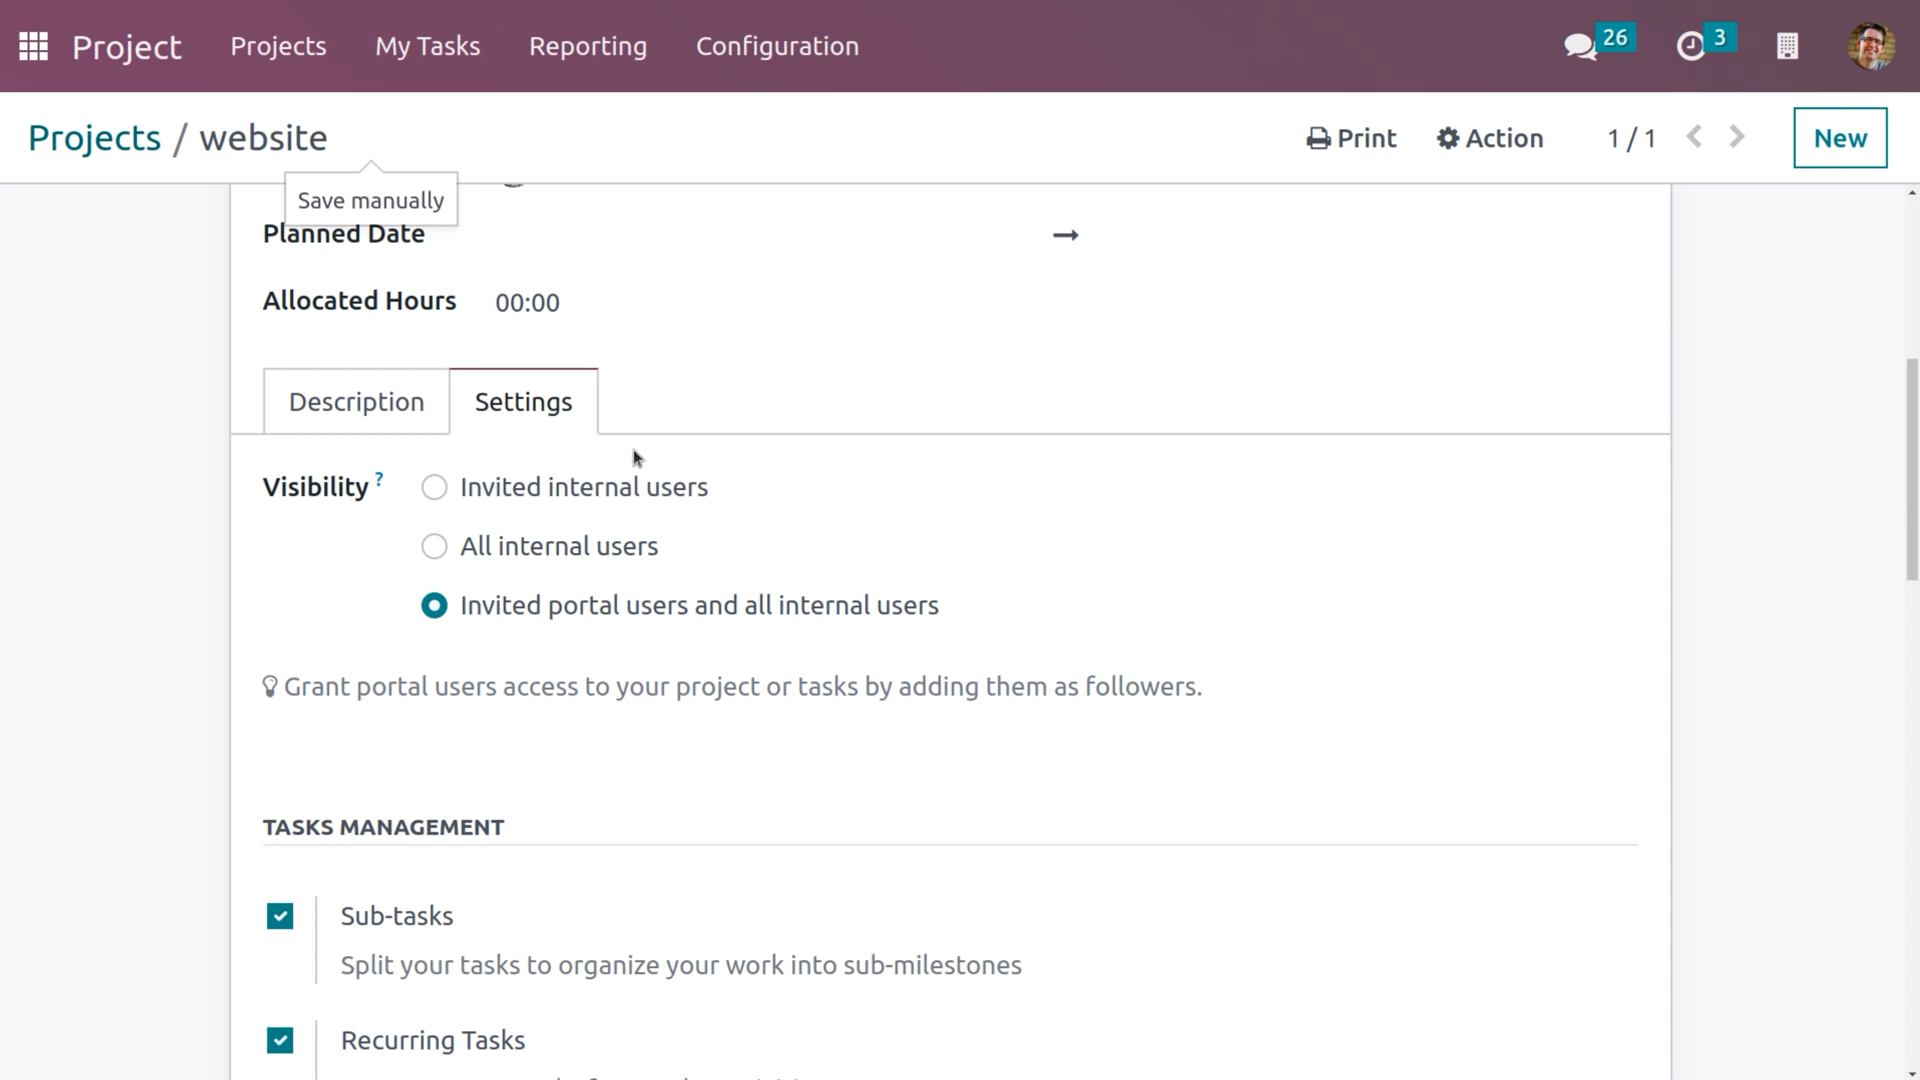 Project Projects My Tasks Reporting Configuration 26 3
Projects / website Print Action 1 / 1 New
Save manually
Planned Date
Allocated Hours 00:00
Description Settings
Visibility ? Invited internal users
All internal users
Invited portal users and all internal users
Grant portal users access to your project or tasks by adding them as followers.
TASKS MANAGEMENT
Sub-tasks
Split your tasks to organize your work into sub-milestones
Recurring Tasks